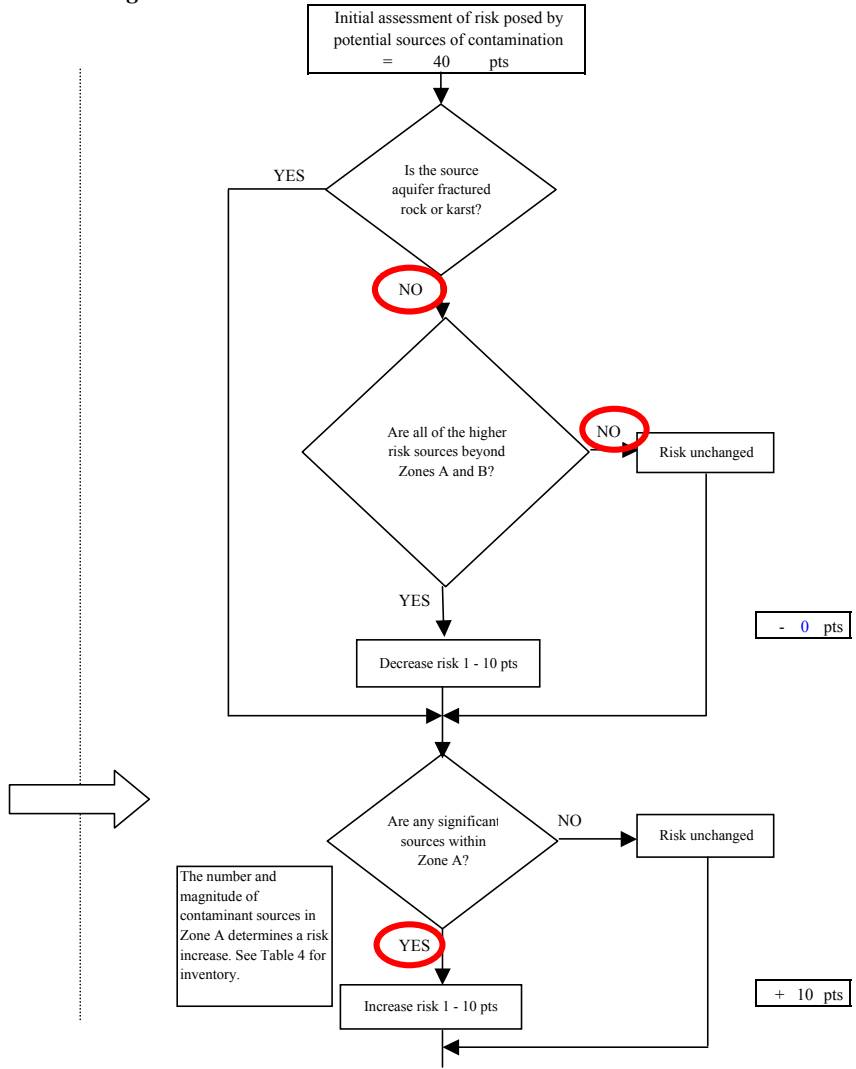 Initial assessment of risk posed by
potential sources of contamination
= 40 pts
Is the source
aquifer fractured
rock or karst?
YES
NO
Are all of the higher
risk sources beyond
Zones A and B?
NO
Risk unchanged
YES
- 0 pts
Decrease risk 1 - 10 pts
Are any significant
sources within
Zone A?
NO
Risk unchanged
The number and
magnitude of
contaminant sources in
Zone A determines a risk
increase. See Table 4 for
inventory.
YES
+ 10 pts
Increase risk 1 - 10 pts